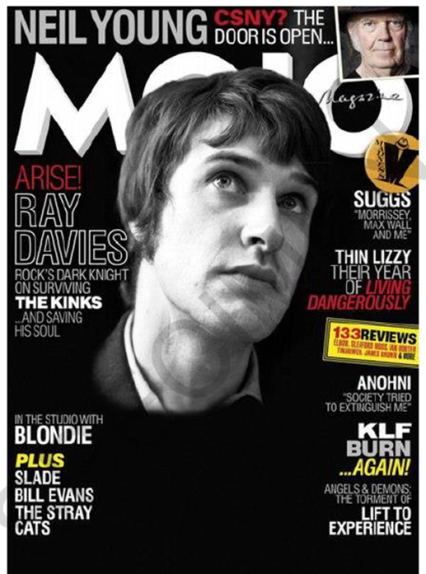 NEIL YOUNG CSNY? THE
DOOR IS OPEN...
MOJO
Magazine
ARISE!
RAY
DAVIES
ROCK'S DARK KNIGHT
ON SURVIVING
THE KINKS
...AND SAVING
HIS SOUL
SUGGS
"MORRISSEY,
MAX WALL
AND ME"
THIN LIZZY
THEIR YEAR
OF LIVING
DANGEROUSLY
133 REVIEWS
ELBOW, SLEAFORD MODS, IAN HUNTER
TINARIWEN, JAMES BROWN & MORE
ANOHNI
"SOCIETY TRIED
TO EXTINGUISH ME"
KLF
BURN
...AGAIN!
ANGELS & DEMONS:
THE TORMENT OF
LIFT TO
EXPERIENCE
IN THE STUDIO WITH
BLONDIE
PLUS
SLADE
BILL EVANS
THE STRAY
CATS